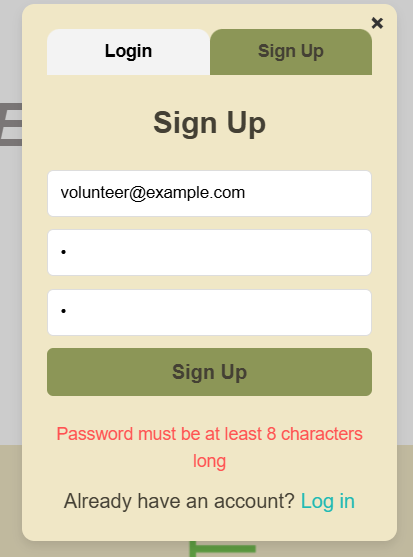 ×
Login Sign Up
Sign Up
volunteer@example.com
•
•
Sign Up
Password must be at least 8 characters
long
Already have an account? Log in